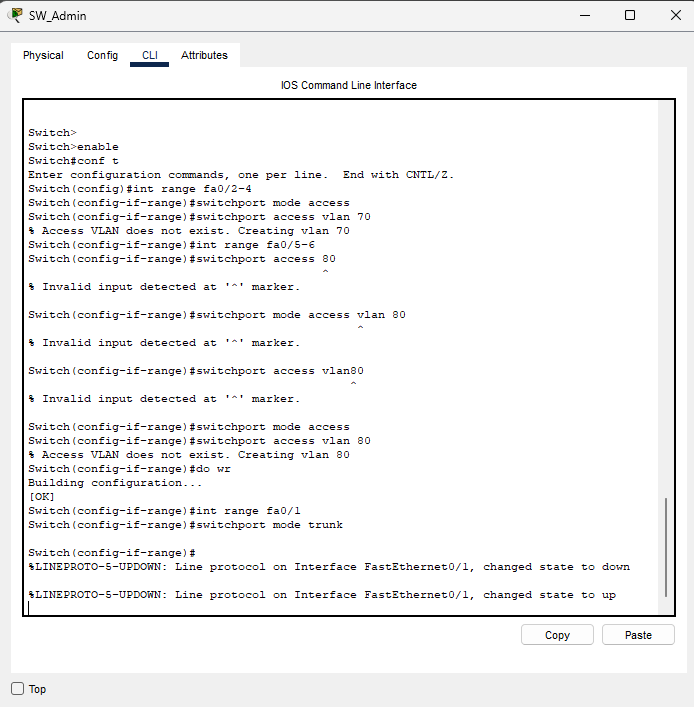 SW_Admin
Physical Config CLI Attributes
IOS Command Line Interface
Switch>
Switch>enable
Switch#conf t
Enter configuration commands, one per line.  End with CNTL/Z.
Switch(config)#int range fa0/2-4
Switch(config-if-range)#switchport mode access
Switch(config-if-range)#switchport access vlan 70
% Access VLAN does not exist. Creating vlan 70
Switch(config-if-range)#int range fa0/5-6
Switch(config-if-range)#switchport access 80
^
% Invalid input detected at '^' marker.
Switch(config-if-range)#switchport mode access vlan 80
^
% Invalid input detected at '^' marker.
Switch(config-if-range)#switchport access vlan80
^
% Invalid input detected at '^' marker.
Switch(config-if-range)#switchport mode access
Switch(config-if-range)#switchport access vlan 80
% Access VLAN does not exist. Creating vlan 80
Switch(config-if-range)#do wr
Building configuration...
[OK]
Switch(config-if-range)#int range fa0/1
Switch(config-if-range)#switchport mode trunk
Switch(config-if-range)#
%LINEPROTO-5-UPDOWN: Line protocol on Interface FastEthernet0/1, changed state to down
%LINEPROTO-5-UPDOWN: Line protocol on Interface FastEthernet0/1, changed state to up
Copy Paste
Top